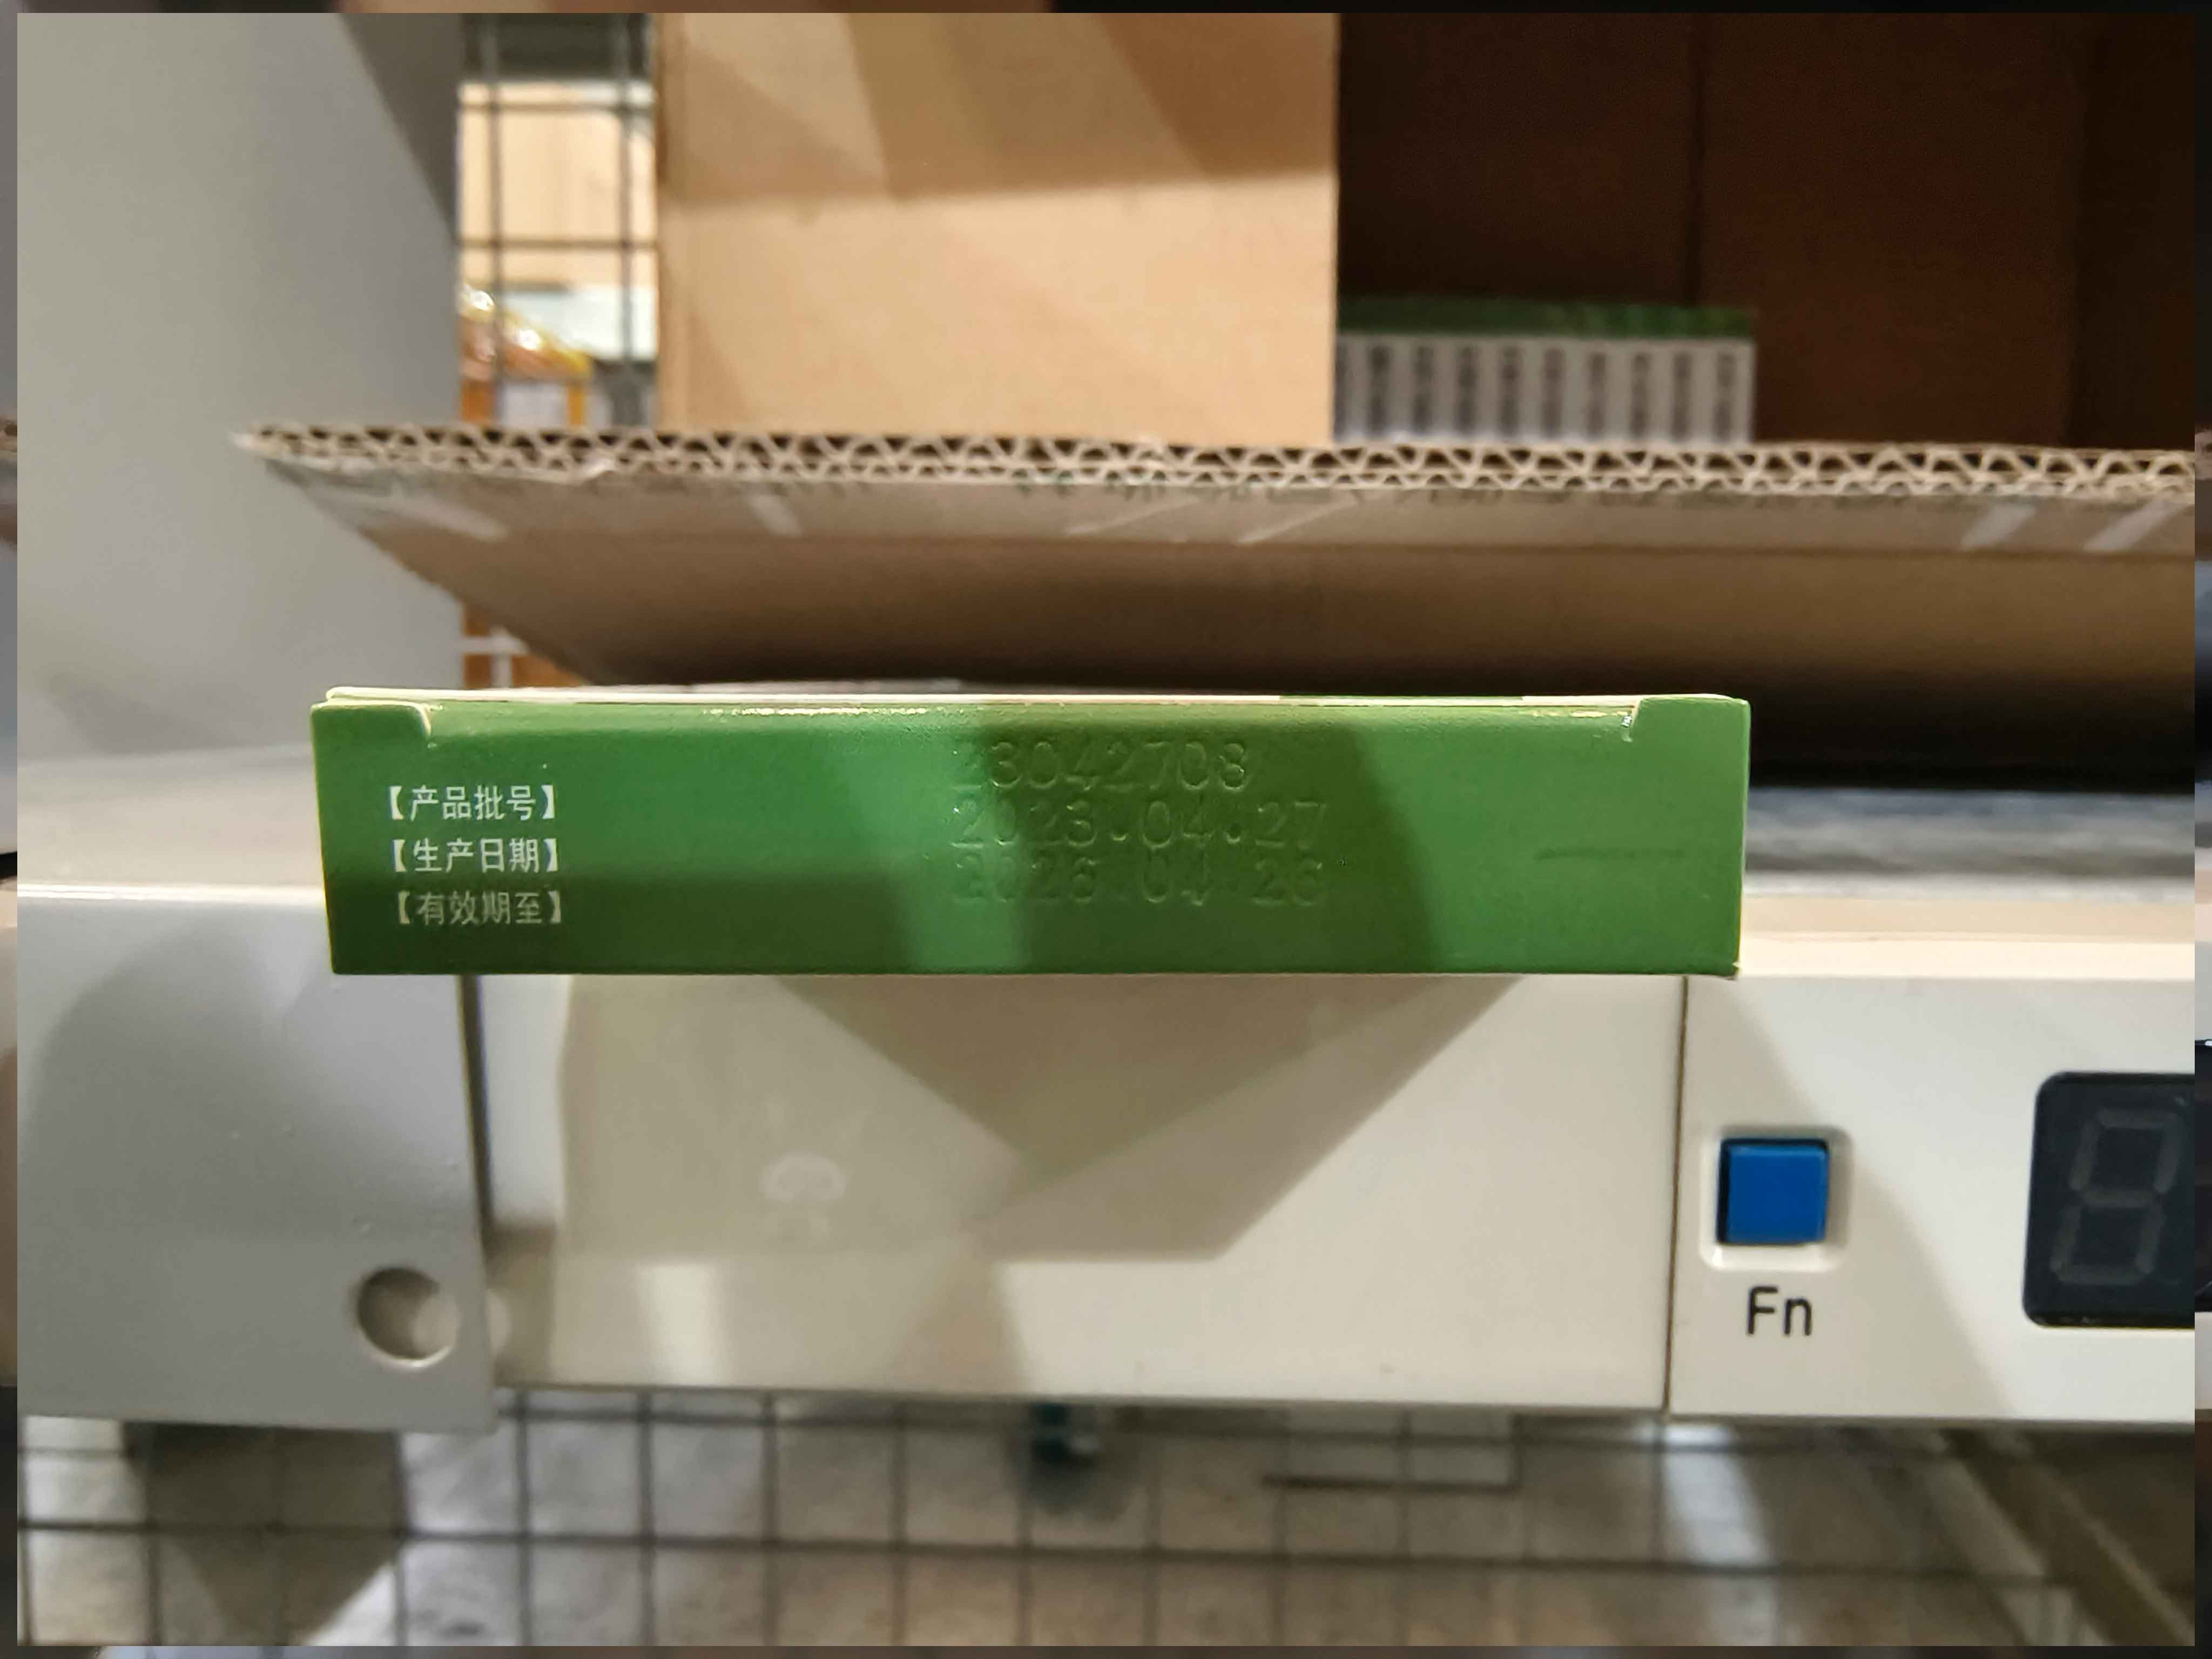 【产品批号】 23042708
【生产日期】 2023.04.27
【有效期至】 2026.04.26
Fn